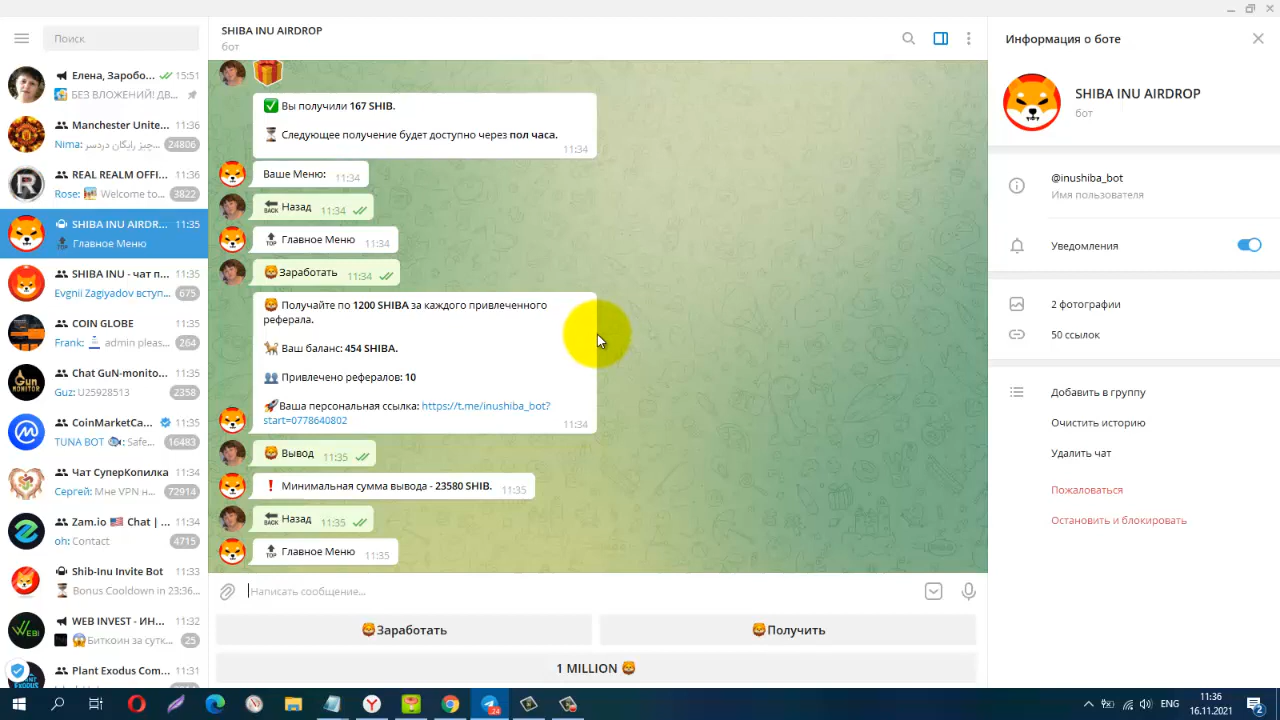 Поиск
Елена, Заробо... 15:51
БЕЗ ВЛОЖЕНИЙ! ДВ...
Manchester Unite... 11:36
Nima: چیز رایگان دردسر... 24806
REAL REALM OFFI... 11:36
Rose: Welcome to... 3822
SHIBA INU AIRDR... 11:35
TOP Главное Меню
SHIBA INU - чат п... 11:35
Evgnii Zagiyadov вступ... 675
COIN GLOBE 11:35
Frank: admin pleas... 264
Chat GuN-monito... 11:35
Guz: U25928513 2358
CoinMarketCa... 11:35
TUNA BOT : Safe... 16483
Чат СуперКопилка 11:34
Сергей: Мне VPN н... 72914
Zam.io Chat | ... 11:34
oh: Contact 4715
Shib-Inu Invite Bot 11:33
Bonus Cooldown in 23:36...
WEB INVEST - ИН... 11:32
Биткоин за сутк... 25
Plant Exodus Com... 11:31
SHIBA INU AIRDROP
бот
Вы получили 167 SHIB.
Следующее получение будет доступно через пол часа.
11:34
Ваше Меню: 11:34
BACK Назад 11:34
TOP Главное Меню 11:34
Заработать 11:34
Получайте по 1200 SHIBA за каждого привлеченного
реферала.
Ваш баланс: 454 SHIBA.
Привлечено рефералов: 10
Ваша персональная ссылка: https://t.me/inushiba_bot?
start=0778640802
11:34
Вывод 11:35
Минимальная сумма вывода - 23580 SHIB. 11:35
BACK Назад 11:35
TOP Главное Меню 11:35
Написать сообщение...
Заработать
Получить
1 MILLION
Информация о боте
SHIBA INU AIRDROP
бот
@inushiba_bot
Имя пользователя
Уведомления
2 фотографии
50 ссылок
Добавить в группу
Очистить историю
Удалить чат
Пожаловаться
Остановить и блокировать
24
ENG
11:36
16.11.2021
2